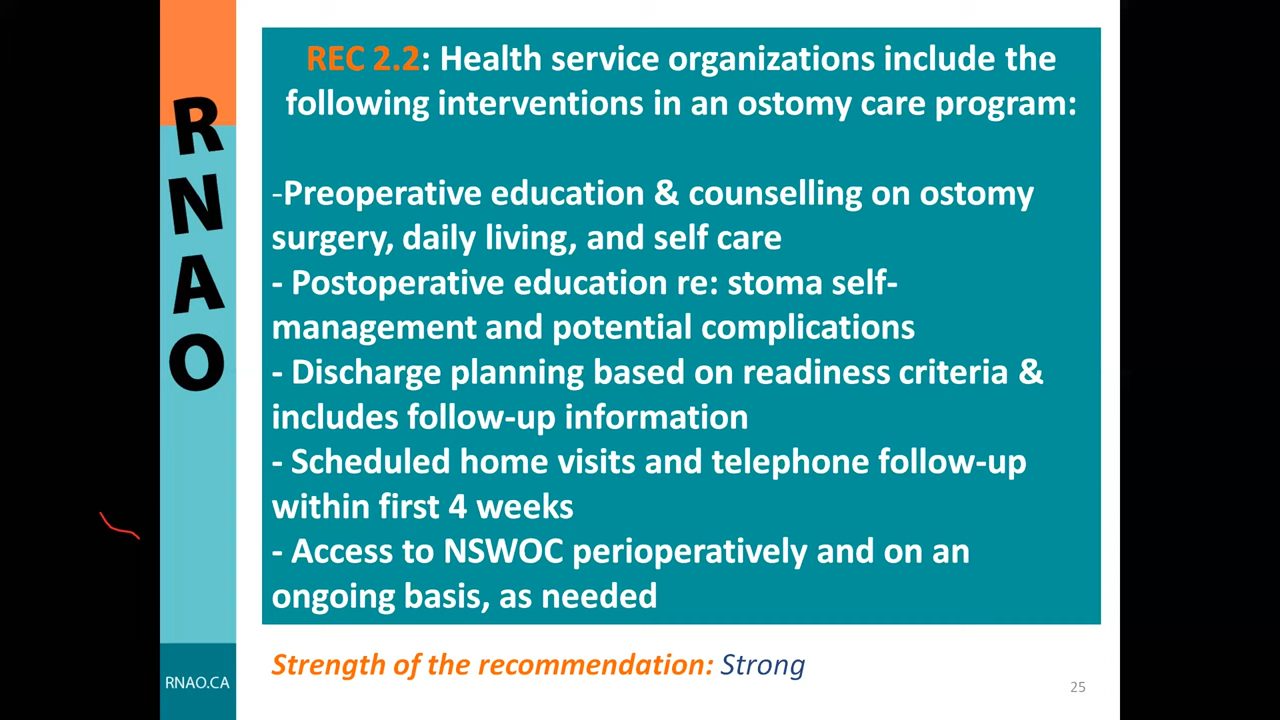 RNAO
REC 2.2: Health service organizations include the
following interventions in an ostomy care program:
-Preoperative education & counselling on ostomy
surgery, daily living, and self care
- Postoperative education re: stoma self-
management and potential complications
- Discharge planning based on readiness criteria &
includes follow-up information
- Scheduled home visits and telephone follow-up
within first 4 weeks
- Access to NSWOC perioperatively and on an
ongoing basis, as needed
Strength of the recommendation: Strong
RNAO.CA
25